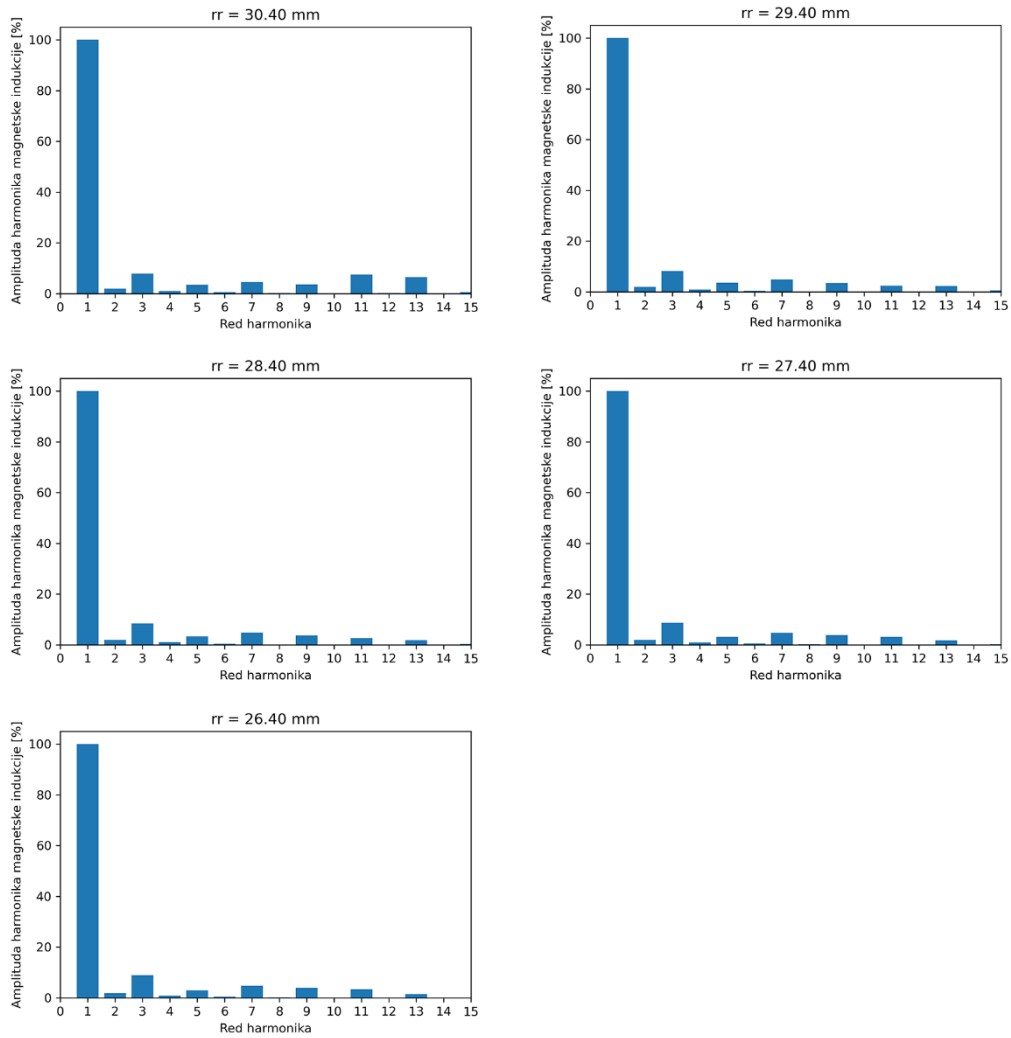 rr = 30.40 mm
Amplituda harmonika magnetske indukcije [%]
100
80
60
40
20
0
0 1 2 3 4 5 6 7 8 9 10 11 12 13 14 15
Red harmonika
rr = 29.40 mm
Amplituda harmonika magnetske indukcije [%]
100
80
60
40
20
0
0 1 2 3 4 5 6 7 8 9 10 11 12 13 14 15
Red harmonika
rr = 28.40 mm
Amplituda harmonika magnetske indukcije [%]
100
80
60
40
20
0
0 1 2 3 4 5 6 7 8 9 10 11 12 13 14 15
Red harmonika
rr = 27.40 mm
Amplituda harmonika magnetske indukcije [%]
100
80
60
40
20
0
0 1 2 3 4 5 6 7 8 9 10 11 12 13 14 15
Red harmonika
rr = 26.40 mm
Amplituda harmonika magnetske indukcije [%]
100
80
60
40
20
0
0 1 2 3 4 5 6 7 8 9 10 11 12 13 14 15
Red harmonika